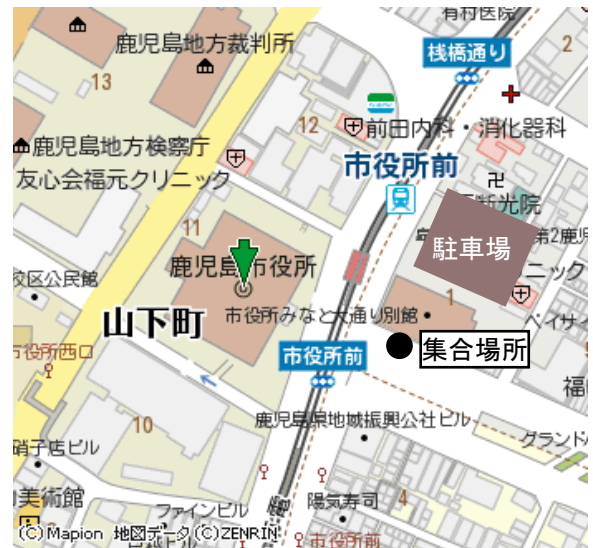 有村医院
鹿児島地方裁判所
桟橋通り
2
13
12
前田内科・消化器科
鹿児島地方検察庁
市役所前
友心会福元クリニック
卍
光院
駐車場
11
第2鹿児
鹿児島市役所
ニック
校区公民館
1
山下町
市役所みなと大通り別館
ベイサイ
市役所西口
市役所前
集合場所
福
10
鹿児島県地域振興公社ビル
グランド
硝子店ビル
美術館
ファインビル
陽気寿司
4
(C)Mapion 地図データ(C)ZENRIN
市役所前